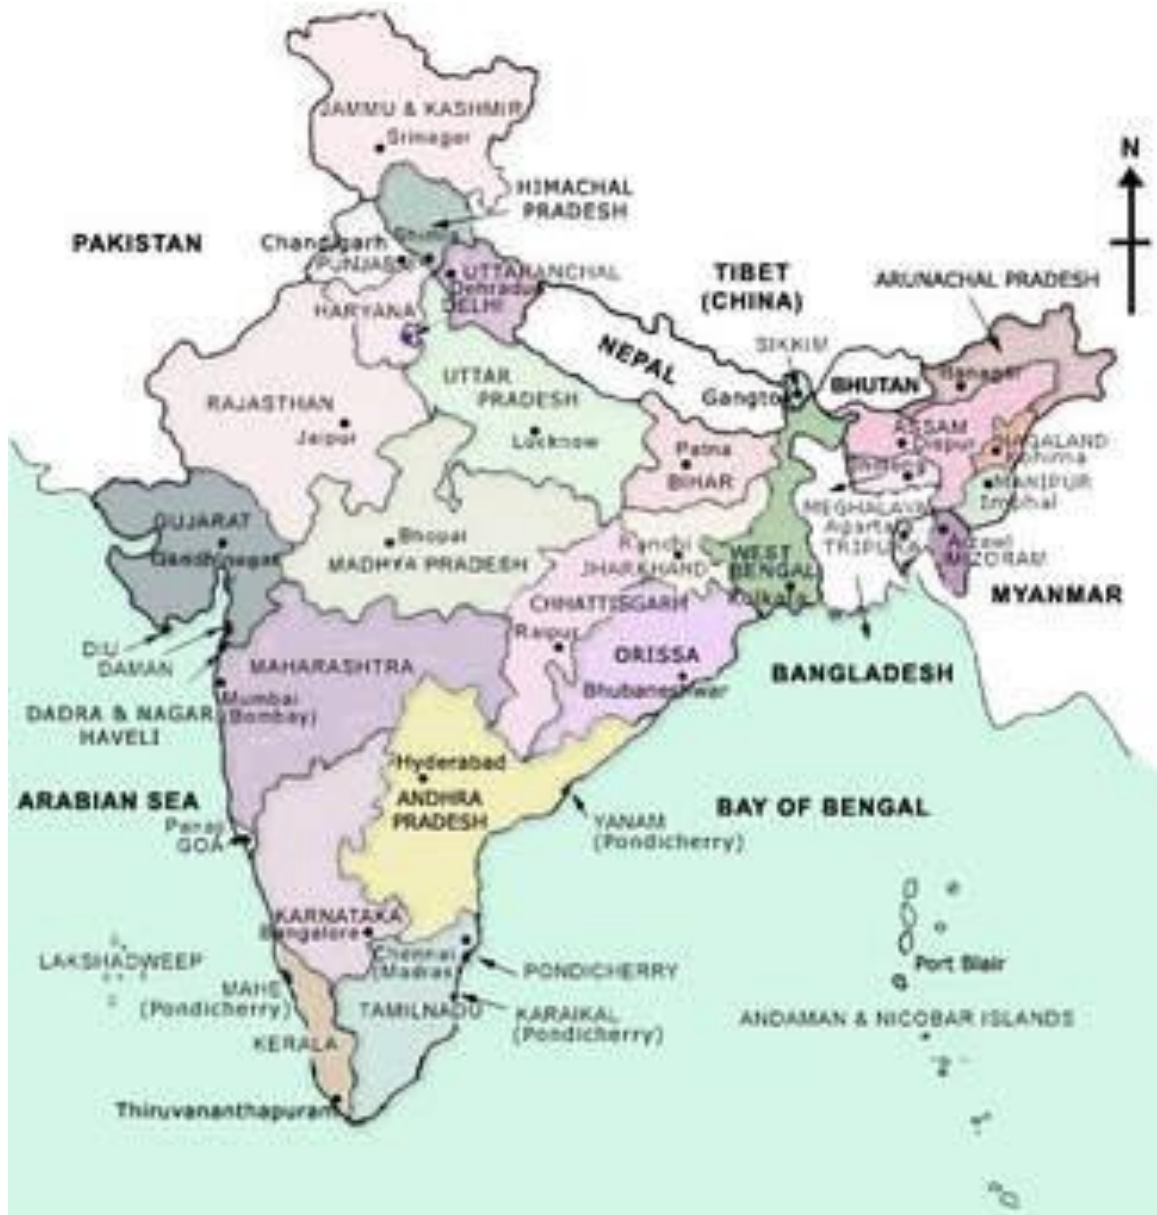 JAMMU & KASHMIR
Srinagar
N
HIMACHAL
PRADESH
PAKISTAN
Chandigarh
UTTARANCHAL
Dehradun
DELHI
HARYANA
TIBET
(CHINA)
ARUNACHAL PRADESH
NEPAL
SIKKIM
BHUTAN
UTTAR
PRADESH
RAJASTHAN
Jaipur
Lucknow
Patna
BIHAR
ASSAM
Dispur
NAGALAND
Kohima
MANIPUR
Imphal
MEGHALAYA
TRIPURA
MIZORAM
MYANMAR
GUJARAT
Gandhinagar
Bhopal
MADHYA PRADESH
Ranchi
JHARKHAND
WEST
BENGAL
Kolkata
CHHATTISGARH
Raipur
ORISSA
Bhubaneshwar
BANGLADESH
DIU
DAMAN
MAHARASHTRA
Mumbai
(Bombay)
DADRA & NAGAR
HAVELI
Hyderabad
ANDHRA
PRADESH
ARABIAN SEA
BAY OF BENGAL
YANAM
(Pondicherry)
Panaji
GOA
KARNATAKA
Bangalore
Chennai
(Madras)
LAKSHADWEEP
PONDICHERRY
Port Blair
MAHE
(Pondicherry)
TAMILNADU
KARAIKAL
(Pondicherry)
ANDAMAN & NICOBAR ISLANDS
KERALA
Thiruvananthapuram